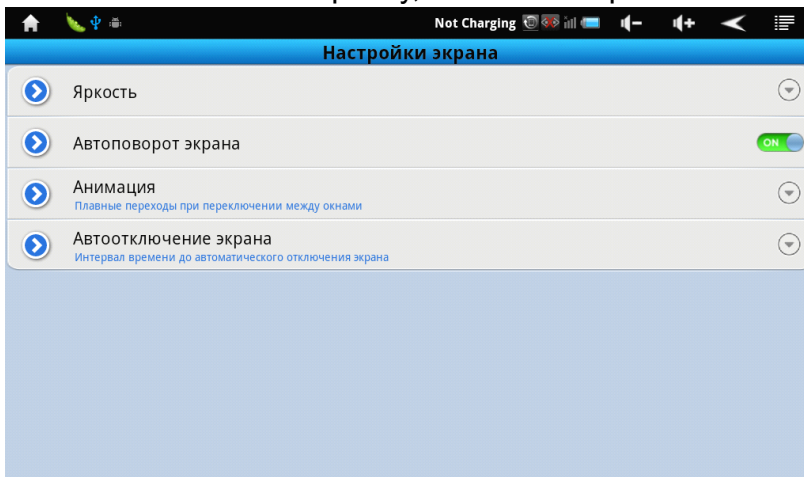 Not Charging
Настройки экрана
Яркость
Автоповорот экрана
ON
Анимация
Плавные переходы при переключении между окнами
Автоотключение экрана
Интервал времени до автоматического отключения экрана